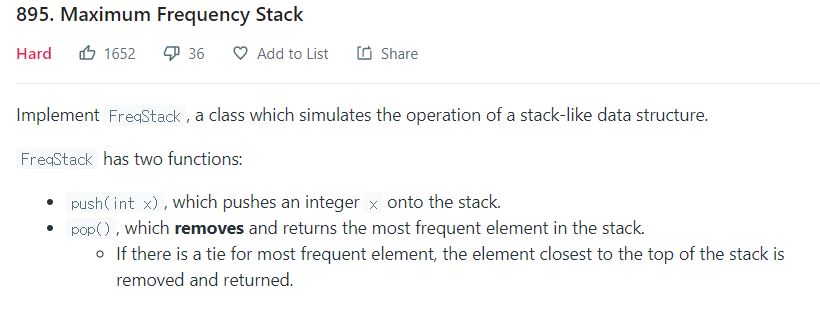 895. Maximum Frequency Stack
Hard 1652 36 Add to List Share
Implement FreqStack , a class which simulates the operation of a stack-like data structure.
FreqStack has two functions:
• push(int x) , which pushes an integer x onto the stack.
• pop() , which removes and returns the most frequent element in the stack.
○ If there is a tie for most frequent element, the element closest to the top of the stack is
removed and returned.